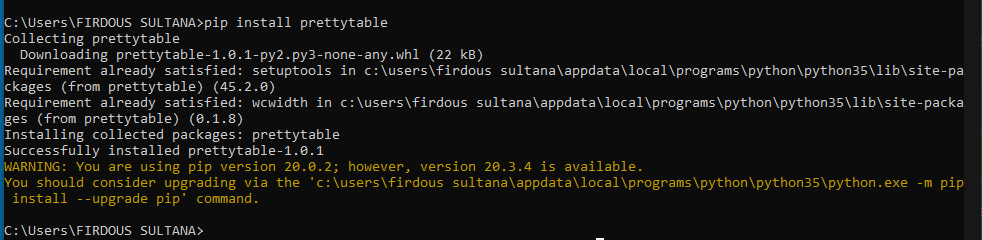 C:\Users\FIRDOUS SULTANA>pip install prettytable
Collecting prettytable
  Downloading prettytable-1.0.1-py2.py3-none-any.whl (22 kB)
Requirement already satisfied: setuptools in c:\users\firdous sultana\appdata\local\programs\python\python35\lib\site-pa
ckages (from prettytable) (45.2.0)
Requirement already satisfied: wcwidth in c:\users\firdous sultana\appdata\local\programs\python\python35\lib\site-packa
ges (from prettytable) (0.1.8)
Installing collected packages: prettytable
Successfully installed prettytable-1.0.1
WARNING: You are using pip version 20.0.2; however, version 20.3.4 is available.
You should consider upgrading via the 'c:\users\firdous sultana\appdata\local\programs\python\python35\python.exe -m pip
 install --upgrade pip' command.
C:\Users\FIRDOUS SULTANA>